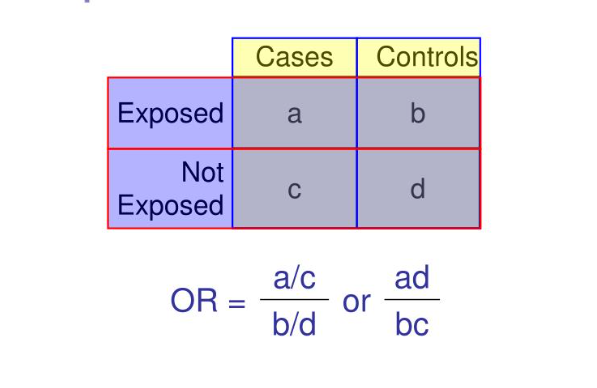 Cases Controls
Exposed a b
Not
Exposed c d
OR = a/c or ad
b/d bc